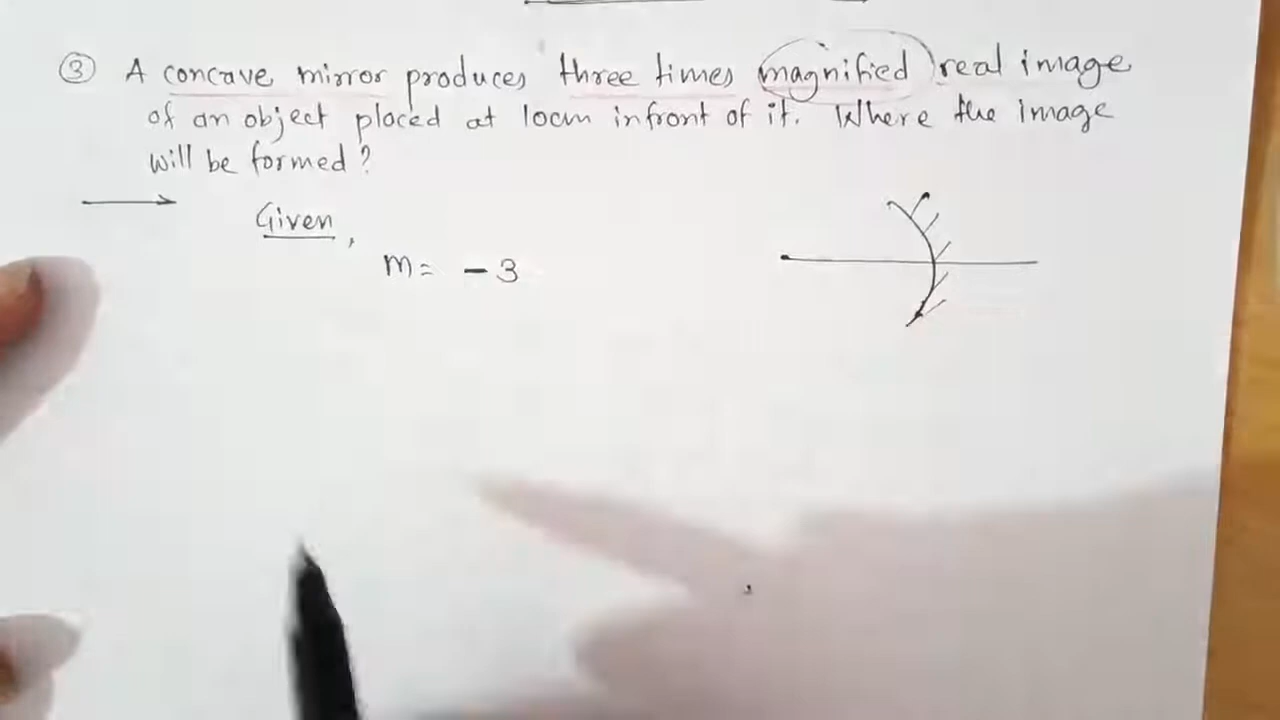 ③ A concave mirror produces three times magnified real image
of an object placed at 10cm infront of it. Where the image
will be formed?
Given,
m = -3